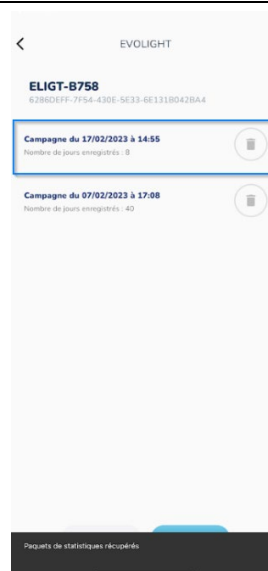 EVOLIGHT
ELIGT-B758
6286DEFF-7F54-430E-5E33-6E131B042BA4
Campagne du 17/02/2023 à 14:55
Nombre de jours enregistrés : 0
Campagne du 07/02/2023 à 17:08
Nombre de jours enregistrés : 40
Paquets de statistiques récupérés